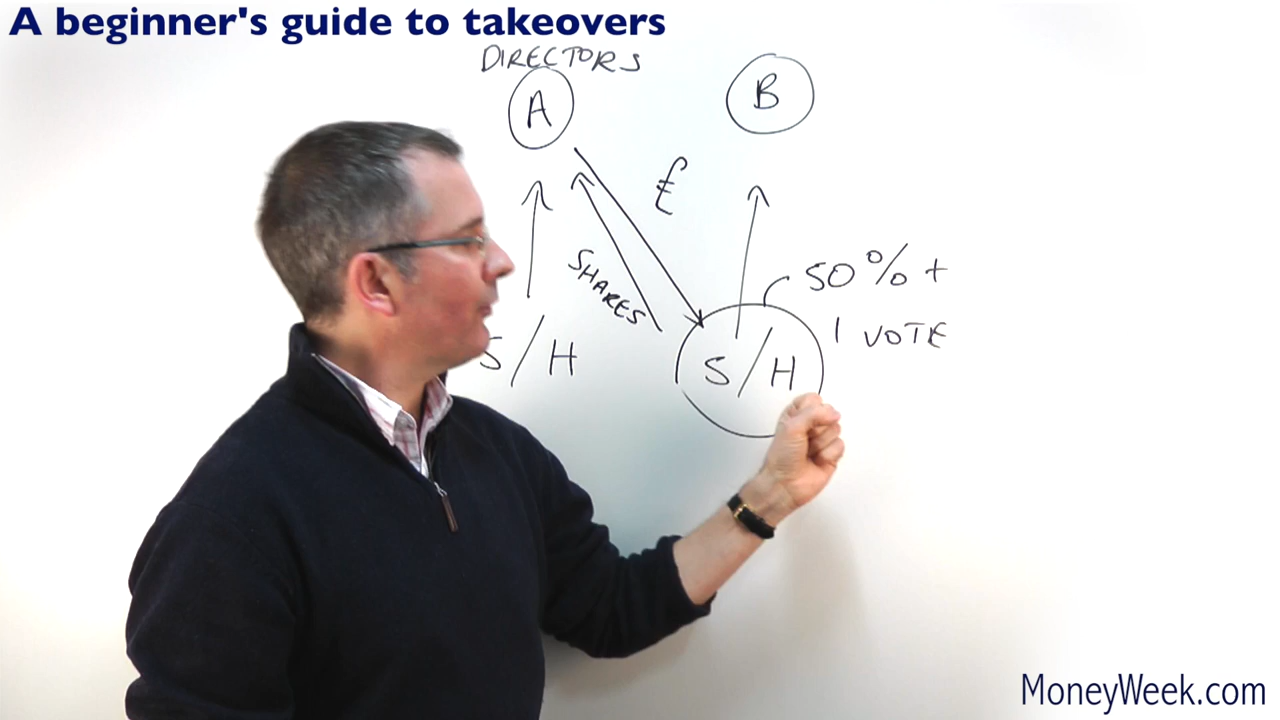 A beginner's guide to takeovers
DIRECTORS
A
B
£
SHARES
50% +
1 VOTE
S/H
S/H
MoneyWeek.com